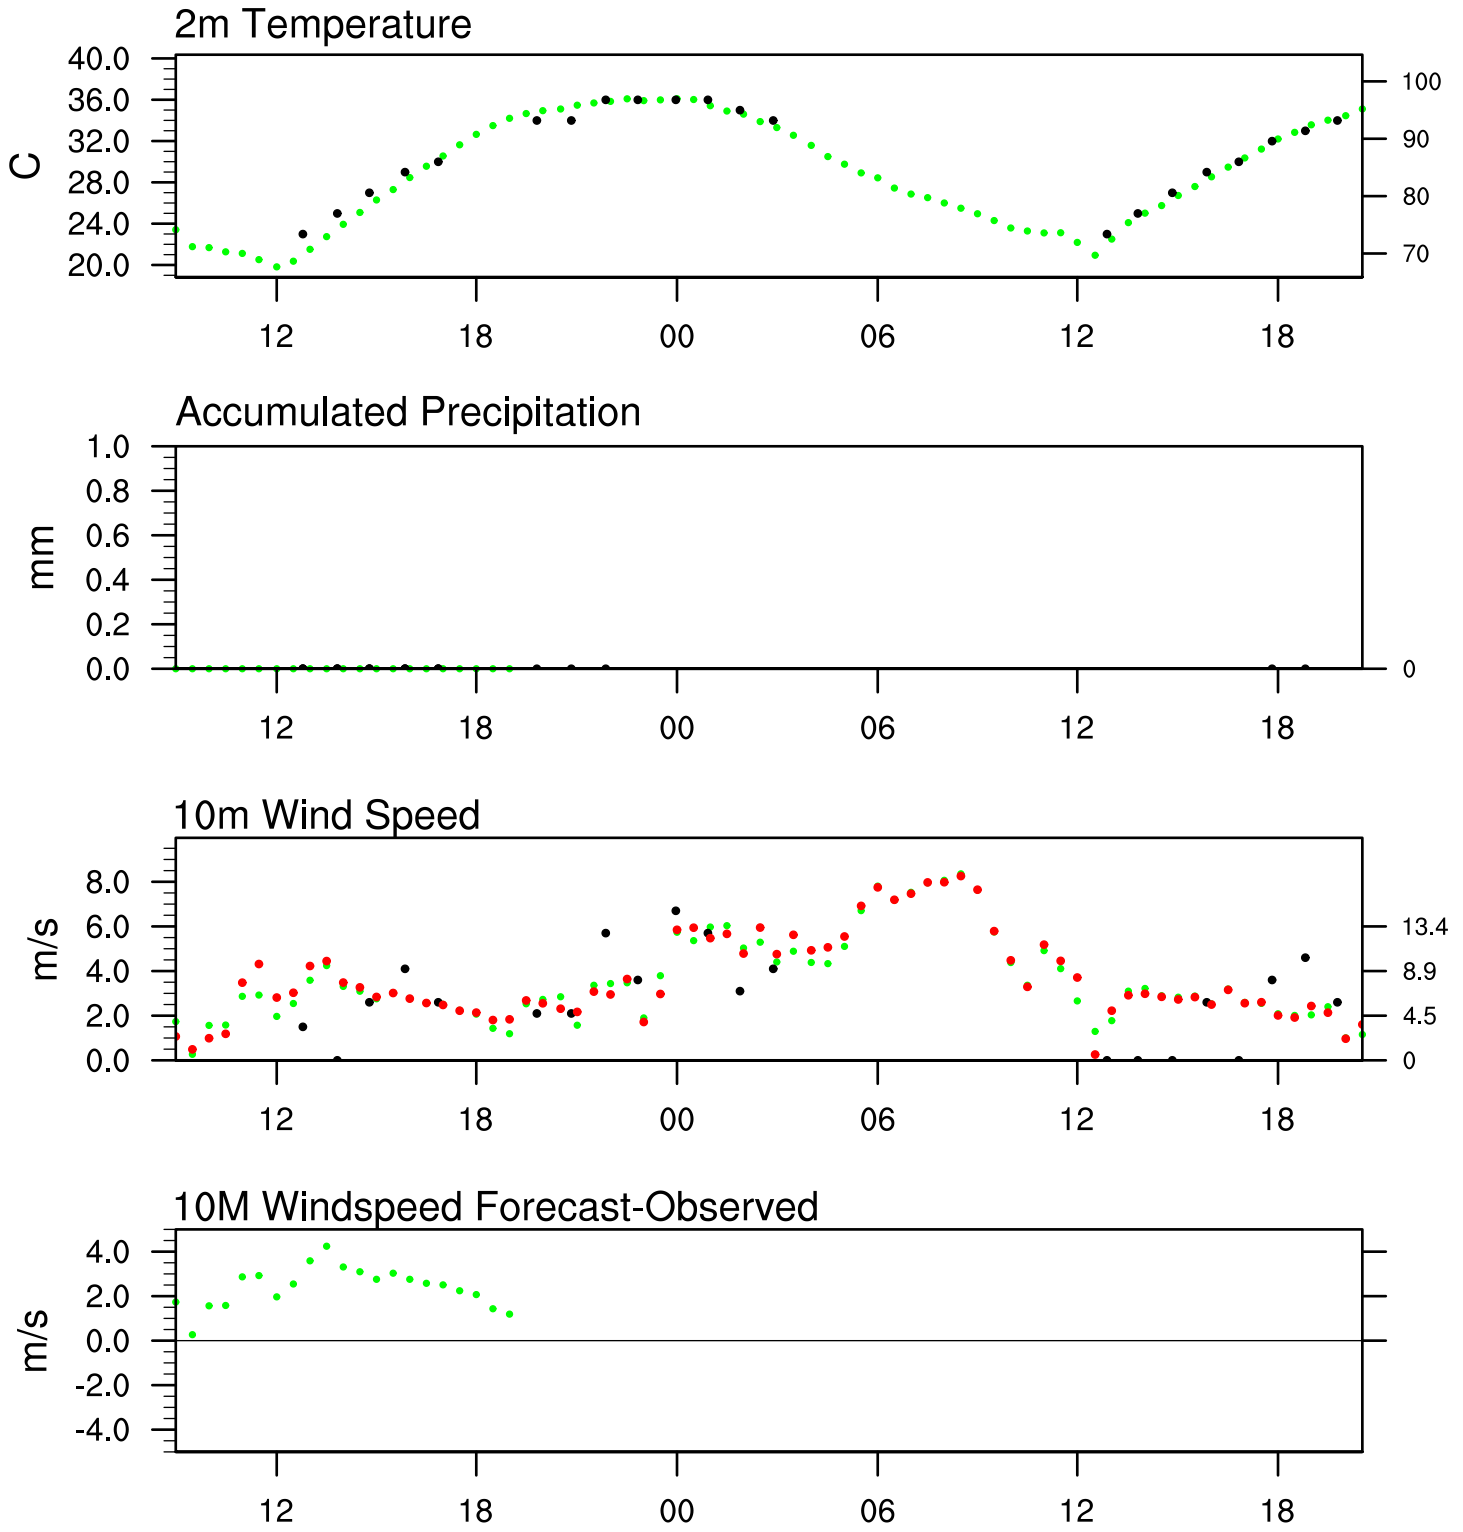 2m Temperature
40.0
36.0
32.0
28.0
24.0
20.0
C
100
90
80
70
12 18 00 06 12 18
Accumulated Precipitation
1.0
0.8
0.6
0.4
0.2
0.0
mm
0
12 18 00 06 12 18
10m Wind Speed
8.0
6.0
4.0
2.0
0.0
m/s
13.4
8.9
4.5
0
12 18 00 06 12 18
10M Windspeed Forecast-Observed
4.0
2.0
0.0
-2.0
-4.0
m/s
12 18 00 06 12 18